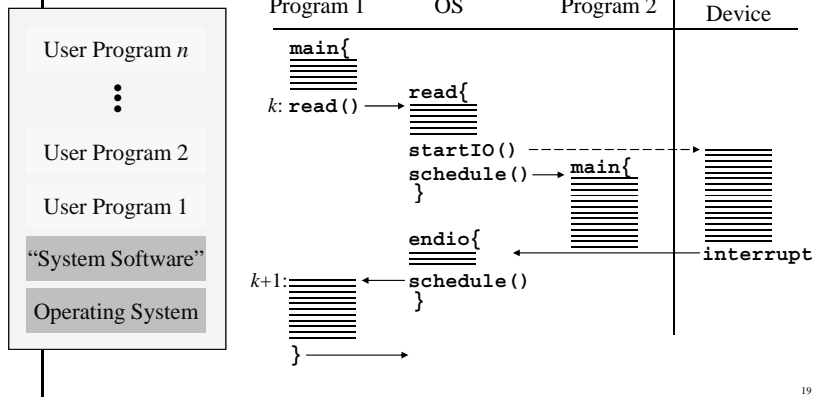 User Program n
User Program 2
User Program 1
“System Software”
Operating System
Program 1 OS Program 2 Device
main{
k: read() read{
startIO()
schedule() main{
}
endio{
interrupt
k+1: schedule()
}
}
19